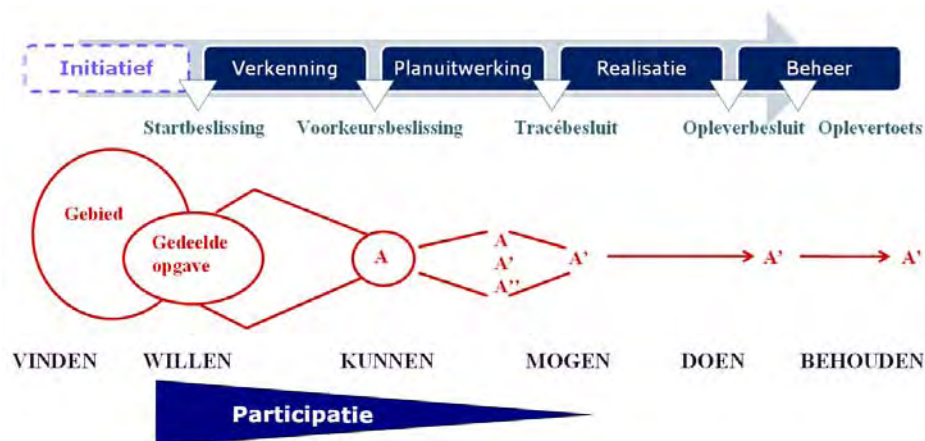 Initiatief
Verkenning
Planuitwerking
Realisatie
Beheer
Startbeslissing
Voorkeursbeslissing
Tracébesluit
Opleverbesluit
Oplevertoets
Gebied
Gedeelde
opgave
A
A
A'
A''
A'
A'
A'
VINDEN
WILLEN
KUNNEN
MOGEN
DOEN
BEHOUDEN
Participatie